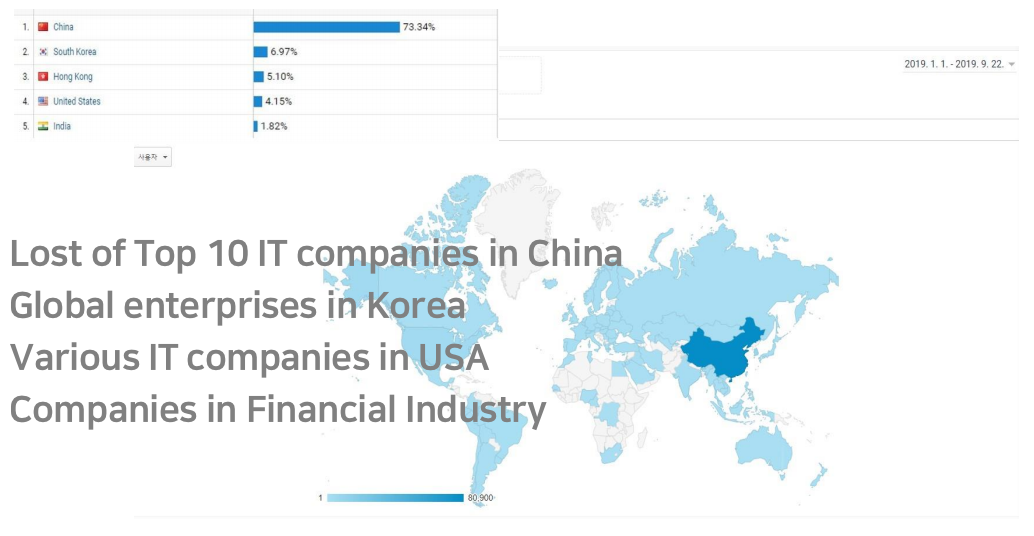 1. China 73.34%
2. South Korea 6.97%
3. Hong Kong 5.10%
4. United States 4.15%
5. India 1.82%
2019. 1. 1. - 2019. 9. 22.
사용자
Lost of Top 10 IT companies in China
Global enterprises in Korea
Various IT companies in USA
Companies in Financial Industry
1 80,900